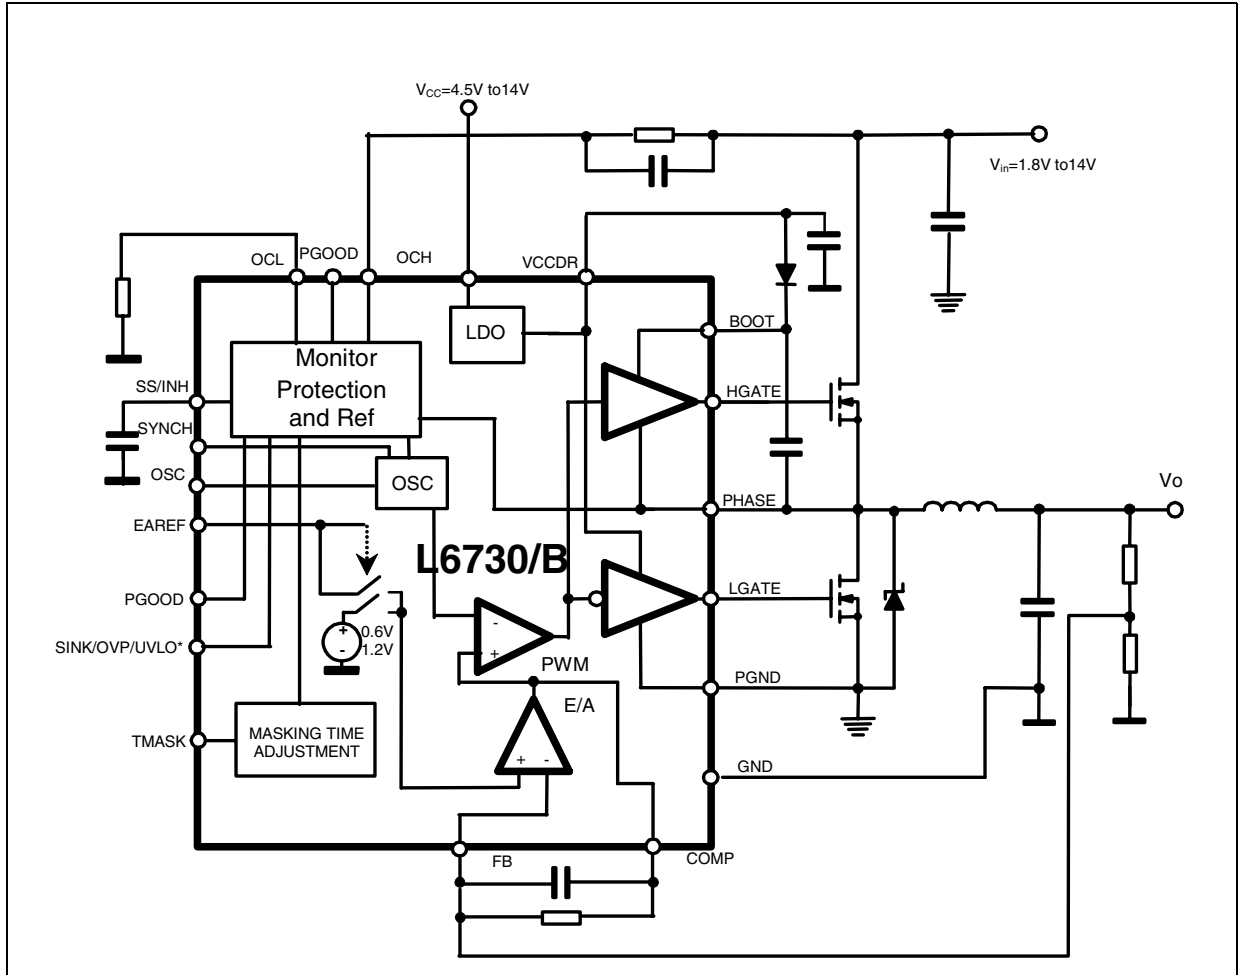 V_CC=4.5V to14V
V_in=1.8V to14V
OCL
PGOOD
OCH
VCCDR
LDO
BOOT
Monitor
Protection
and Ref
SS/INH
HGATE
SYNCH
OSC
OSC
PHASE
Vo
EAREF
L6730/B
LGATE
PGOOD
-
+
+
-
0.6V
1.2V
SINK/OVP/UVLO*
PWM
PGND
E/A
MASKING TIME
ADJUSTMENT
TMASK
+ -
GND
FB
COMP